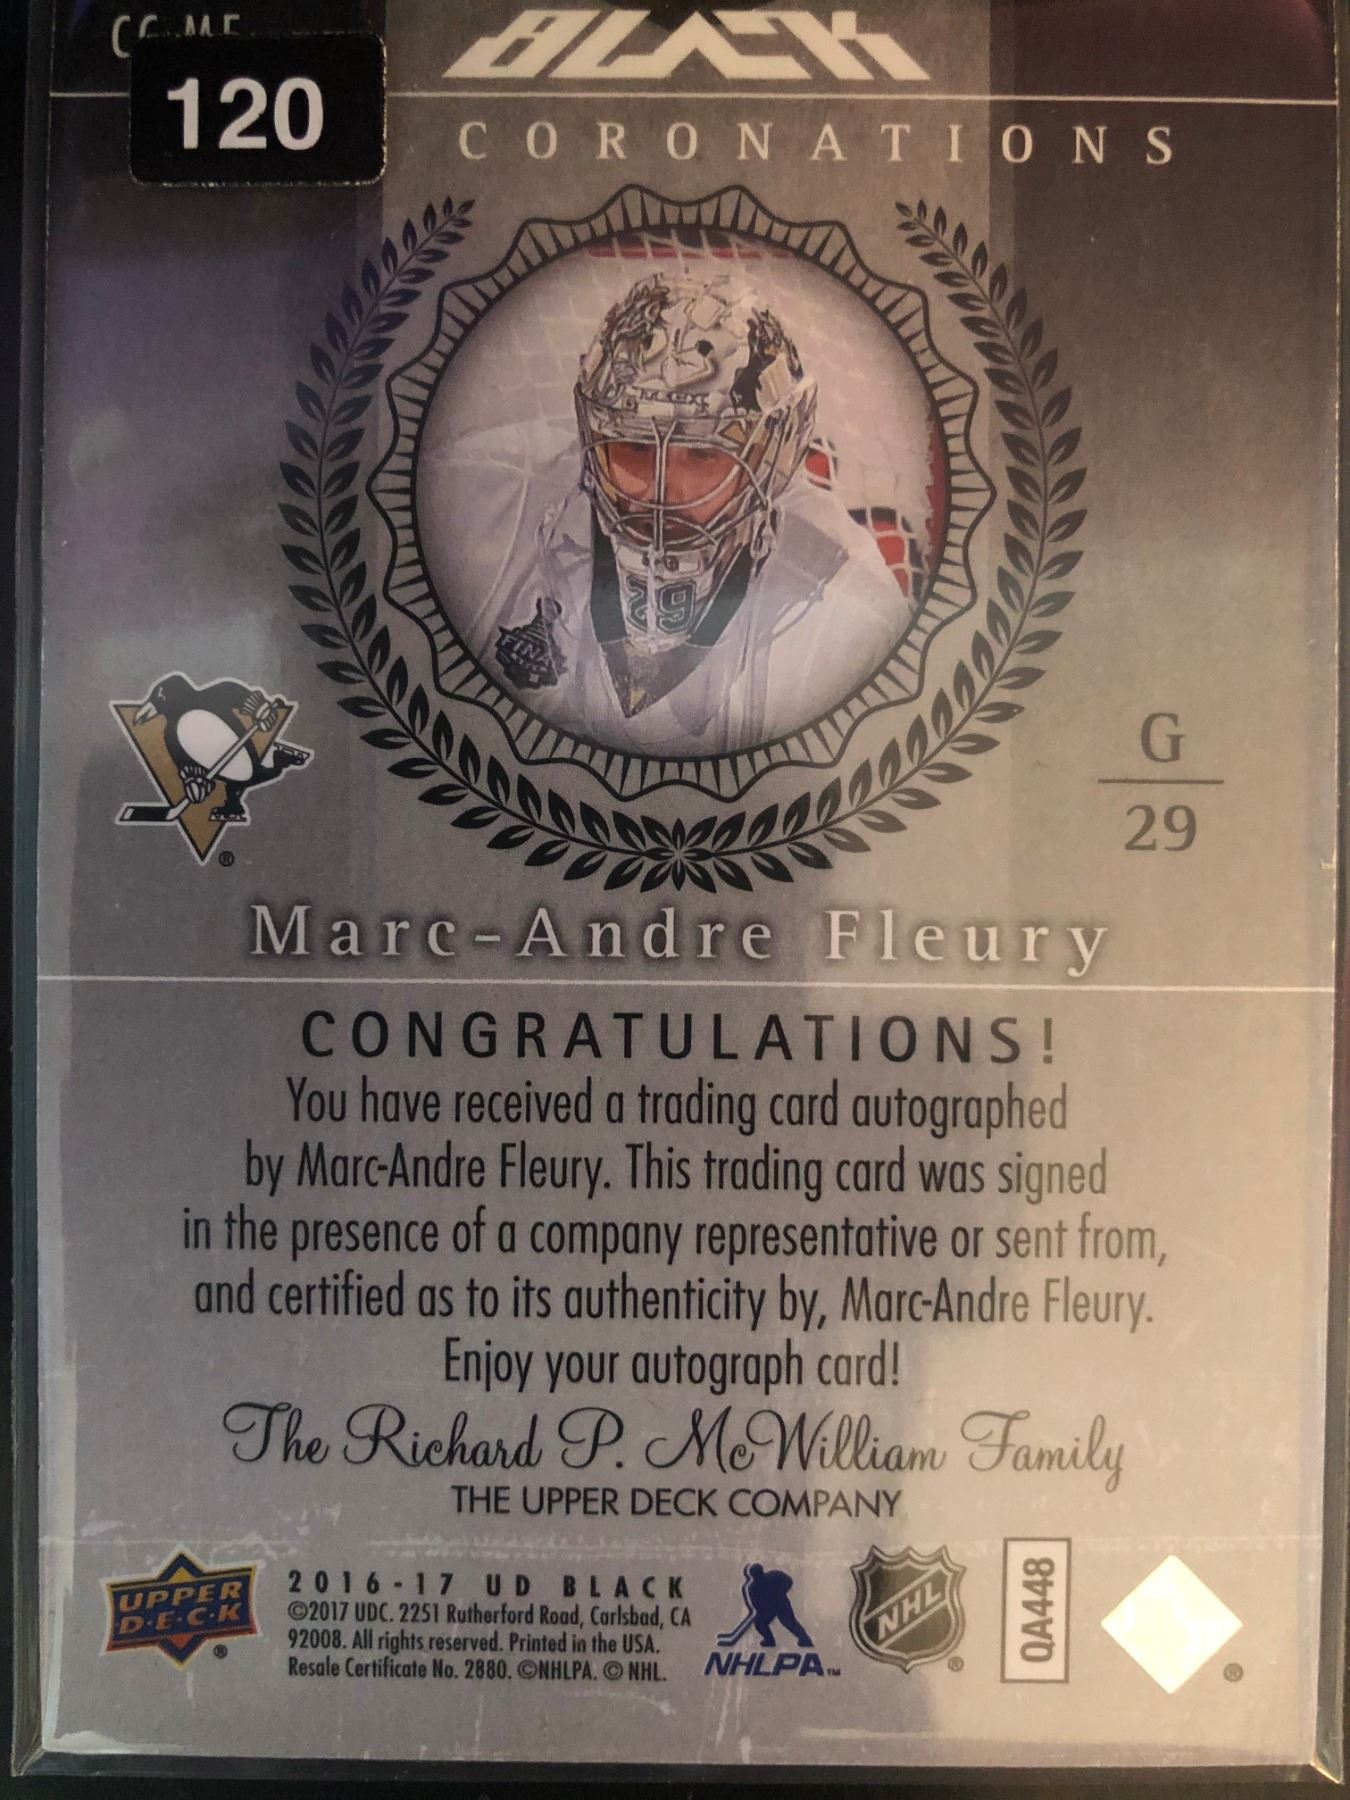 120
BLACK
CORONATIONS
29
G
29
Marc-Andre Fleury
CONGRATULATIONS!
You have received a trading card autographed
by Marc-Andre Fleury. This trading card was signed
in the presence of a company representative or sent from,
and certified as to its authenticity by, Marc-Andre Fleury.
Enjoy your autograph card!
The Richard P. McWilliam Family
THE UPPER DECK COMPANY
UPPER
D·E·C·K
®
2016-17 UD BLACK
©2017 UDC. 2251 Rutherford Road, Carlsbad, CA
92008. All rights reserved. Printed in the USA.
Resale Certificate No. 2880. ©NHLPA. © NHL.
NHLPA™
NHL
®
QA448
®